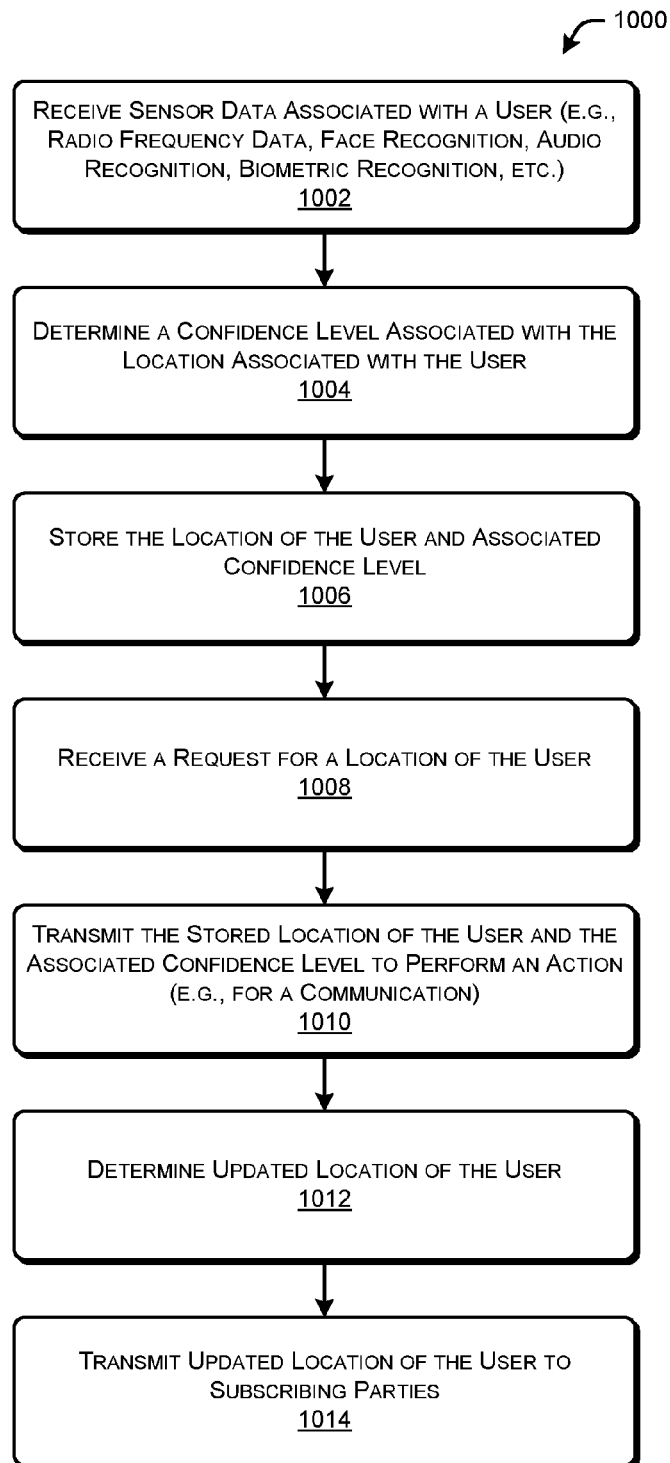 1000
RECEIVE SENSOR DATA ASSOCIATED WITH A USER (E.G.,
RADIO FREQUENCY DATA, FACE RECOGNITION, AUDIO
RECOGNITION, BIOMETRIC RECOGNITION, ETC.)
1002
DETERMINE A CONFIDENCE LEVEL ASSOCIATED WITH THE
LOCATION ASSOCIATED WITH THE USER
1004
STORE THE LOCATION OF THE USER AND ASSOCIATED
CONFIDENCE LEVEL
1006
RECEIVE A REQUEST FOR A LOCATION OF THE USER
1008
TRANSMIT THE STORED LOCATION OF THE USER AND THE
ASSOCIATED CONFIDENCE LEVEL TO PERFORM AN ACTION
(E.G., FOR A COMMUNICATION)
1010
DETERMINE UPDATED LOCATION OF THE USER
1012
TRANSMIT UPDATED LOCATION OF THE USER TO
SUBSCRIBING PARTIES
1014